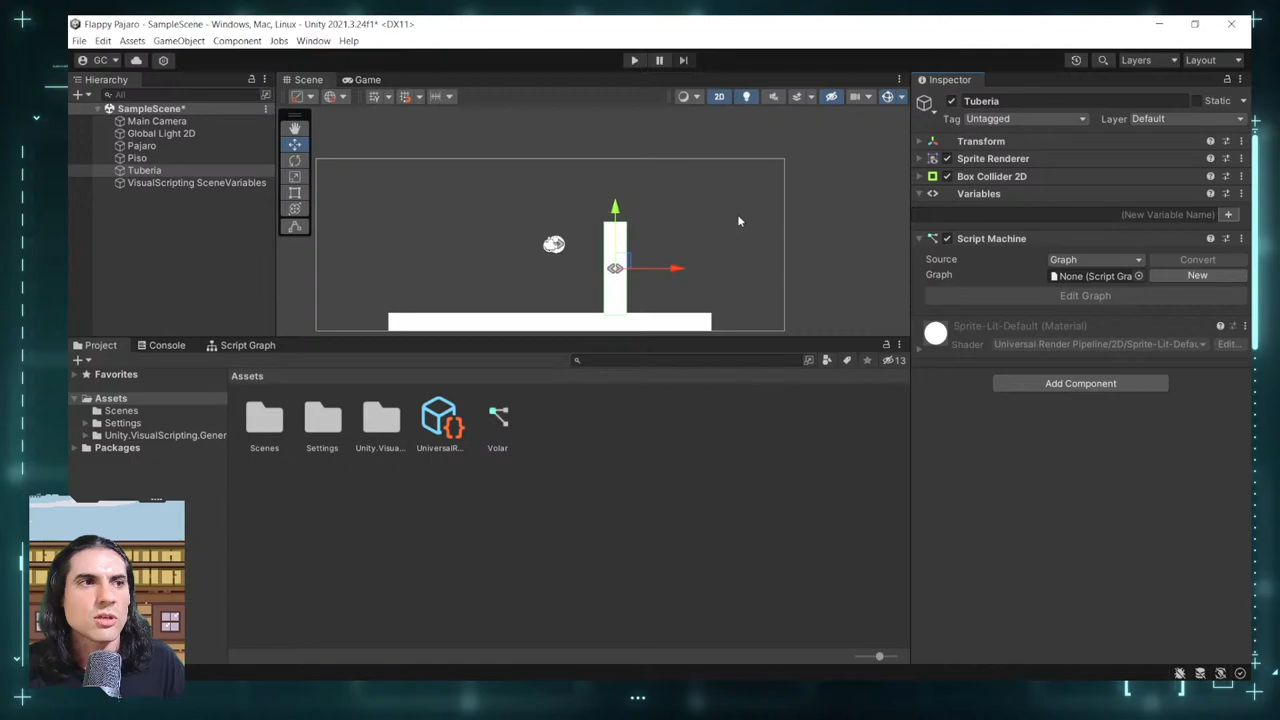 Flappy Pajaro - SampleScene - Windows, Mac, Linux - Unity 2021.3.24f1* <DX11>
File Edit Assets GameObject Component Jobs Window Help
GC Layers Layout
Hierarchy
Scene Game
Inspector
All
2D
SampleScene*
Main Camera
Global Light 2D
Pajaro
Piso
Tuberia
VisualScripting SceneVariables
Tuberia Static
Tag Untagged Layer Default
Transform
Sprite Renderer
Box Collider 2D
Variables
(New Variable Name)
Script Machine
Source Graph Convert
Graph None (Script Gra New
Edit Graph
Sprite-Lit-Default (Material)
Shader Universal Render Pipeline/2D/Sprite-Lit-Defau Edit...
Add Component
Project Console Script Graph
13
Favorites
Assets
Scenes
Settings
Unity.VisualScripting.Gener
Packages
Assets
Scenes Settings Unity.Visua... UniversalR... Volar